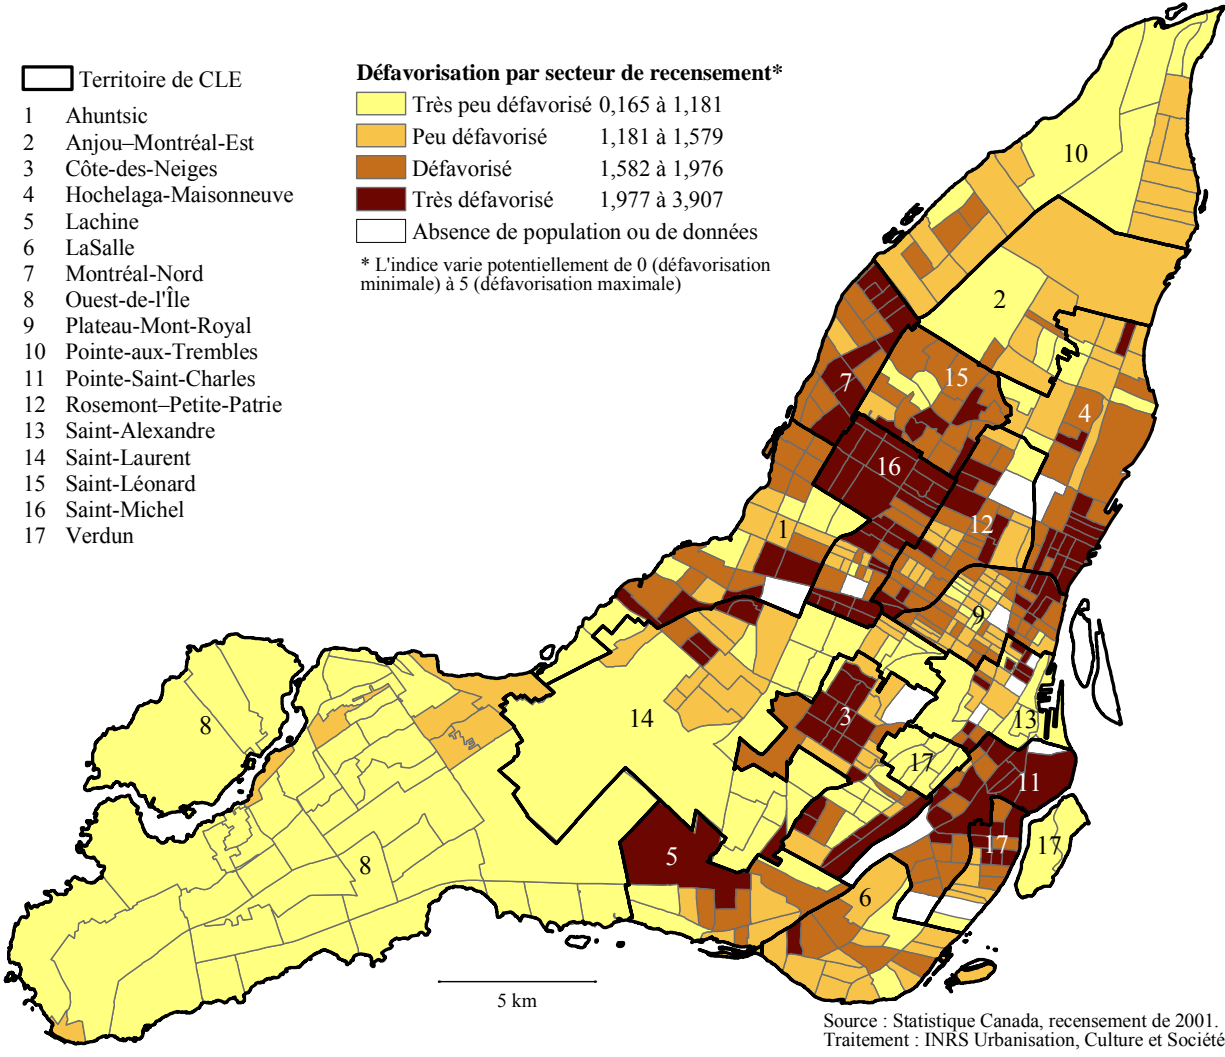 Territoire de CLE
1 Ahuntsic
2 Anjou–Montréal-Est
3 Côte-des-Neiges
4 Hochelaga-Maisonneuve
5 Lachine
6 LaSalle
7 Montréal-Nord
8 Ouest-de-l'Île
9 Plateau-Mont-Royal
10 Pointe-aux-Trembles
11 Pointe-Saint-Charles
12 Rosemont–Petite-Patrie
13 Saint-Alexandre
14 Saint-Laurent
15 Saint-Léonard
16 Saint-Michel
17 Verdun
Défavorisation par secteur de recensement*
Très peu défavorisé 0,165 à 1,181
Peu défavorisé 1,181 à 1,579
Défavorisé 1,582 à 1,976
Très défavorisé 1,977 à 3,907
Absence de population ou de données
* L'indice varie potentiellement de 0 (défavorisation
minimale) à 5 (défavorisation maximale)
10
2
15
7
4
16
12
1
9
8
14
3
13
17
11
17
17
5
8
6
5 km
Source : Statistique Canada, recensement de 2001.
Traitement : INRS Urbanisation, Culture et Société